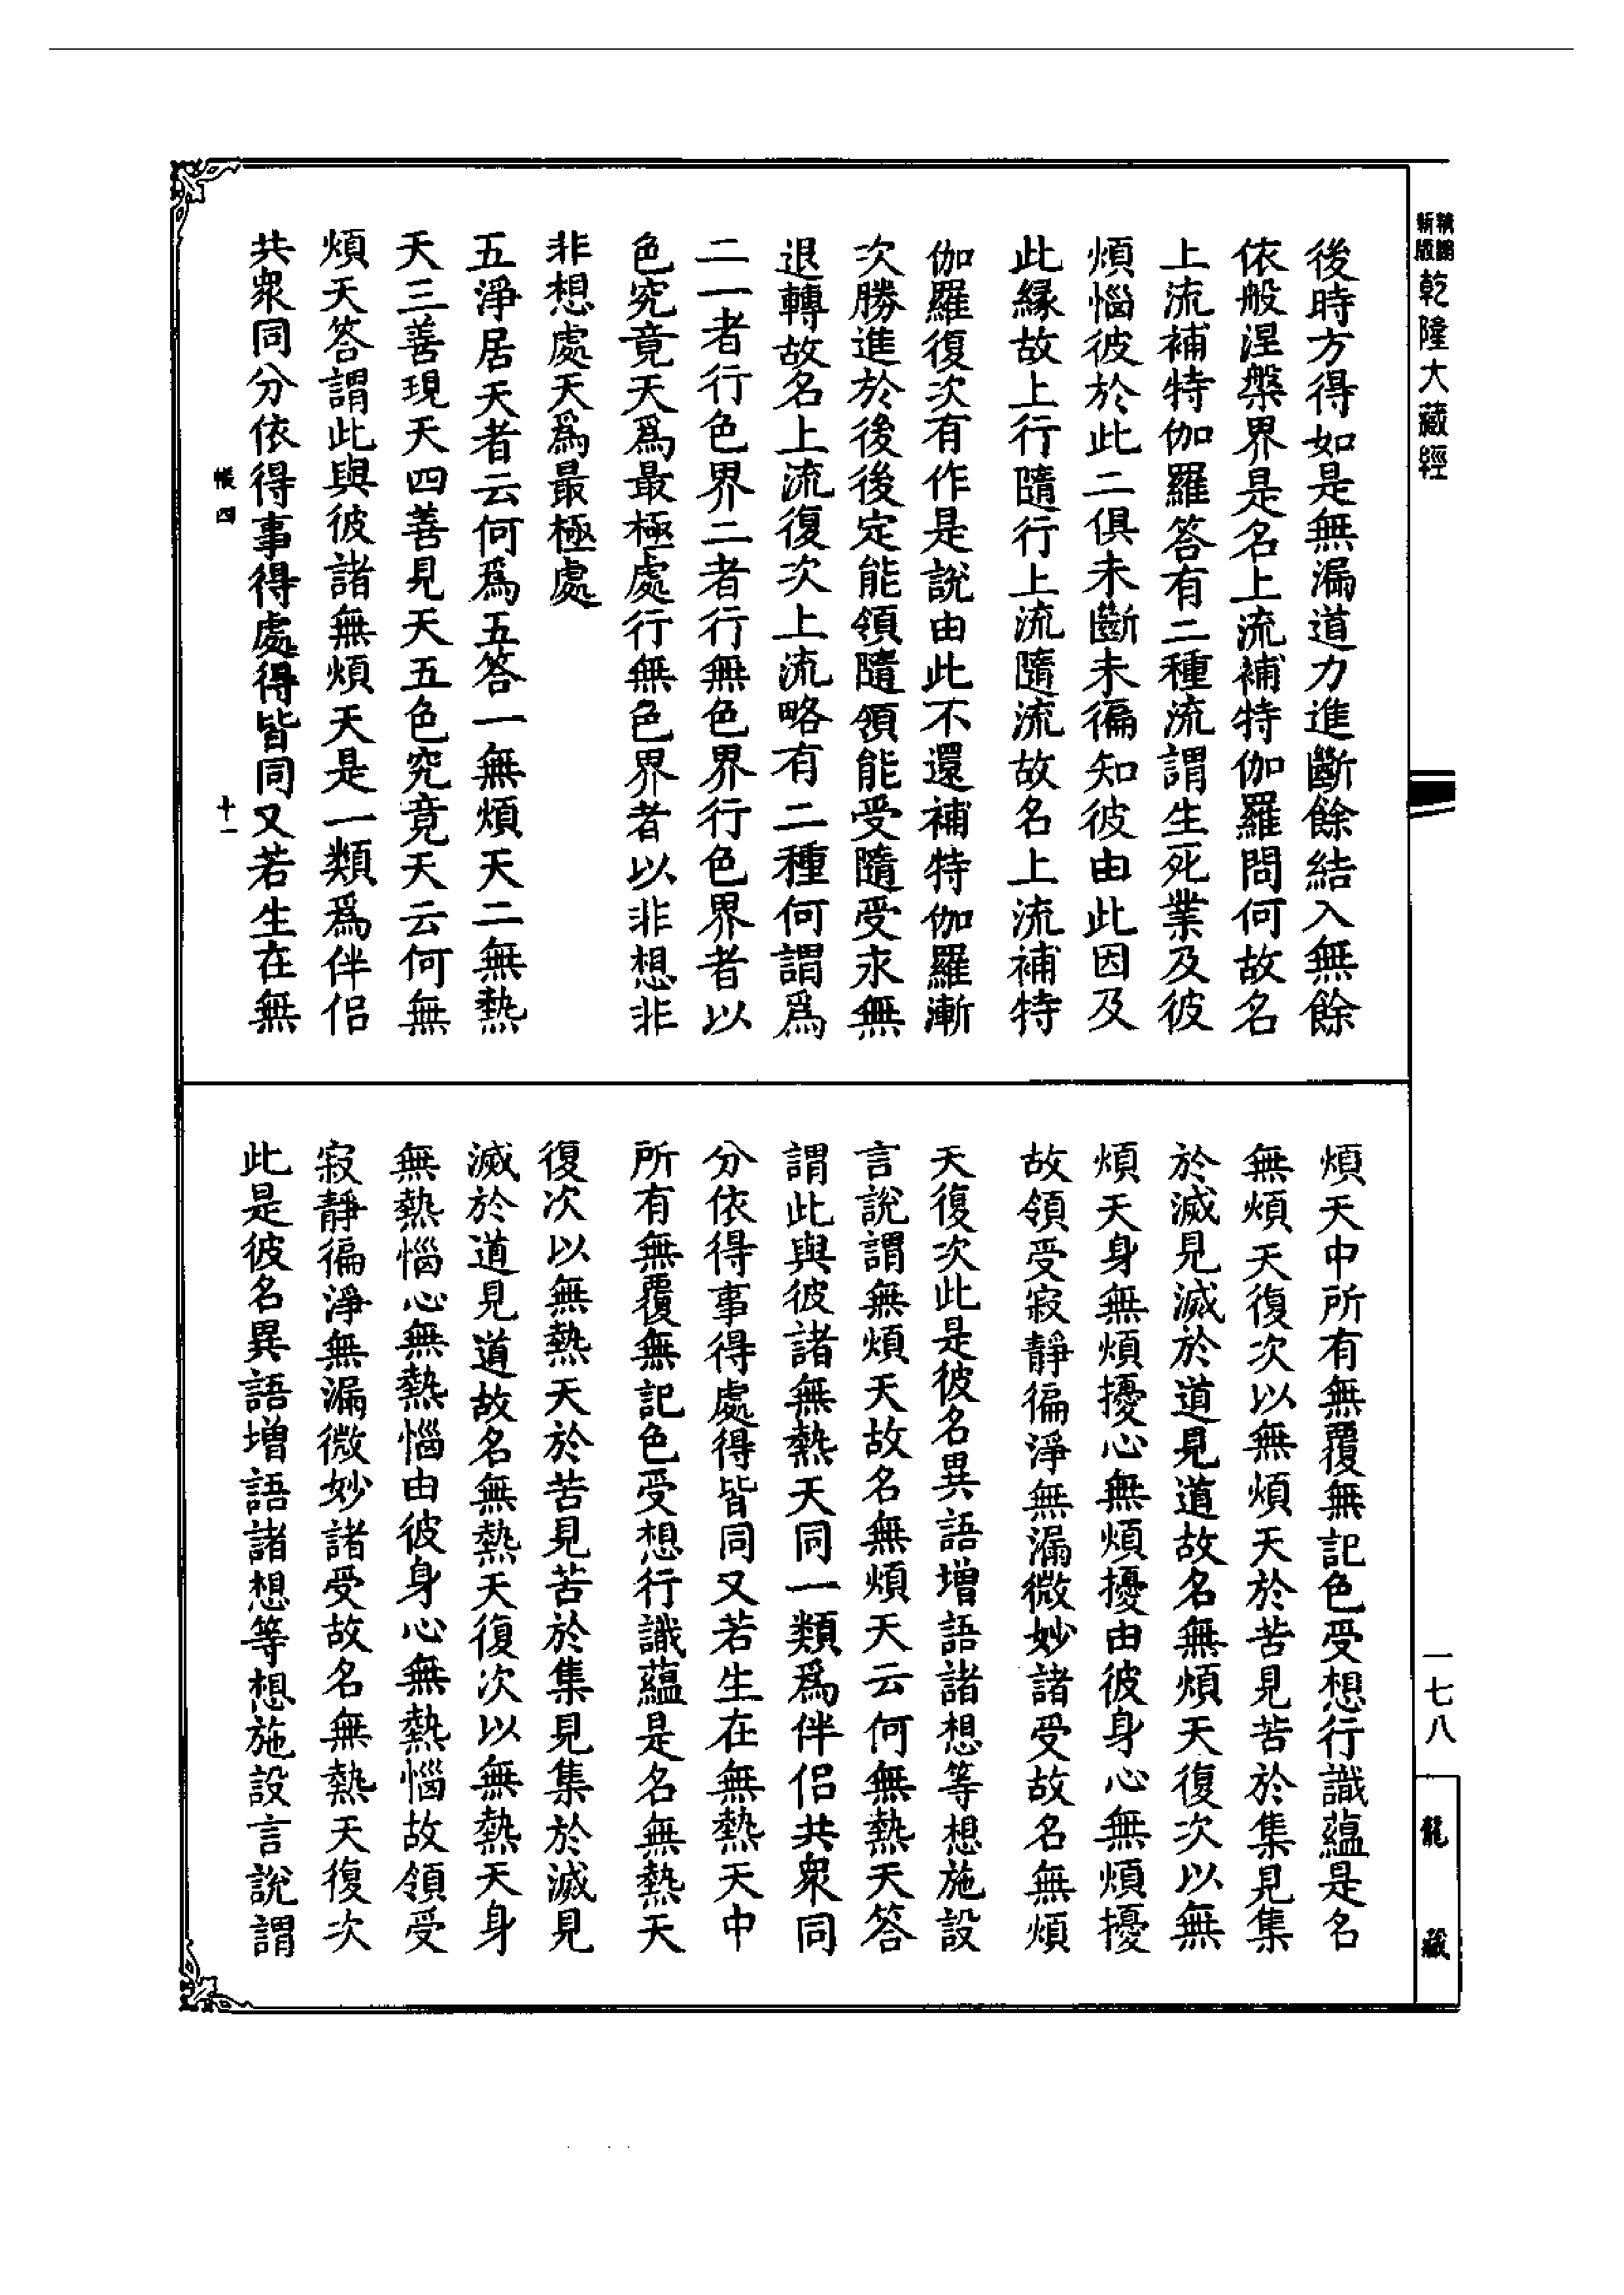 精編新版乾隆大藏經
後時方得如是無漏道力進斷餘結入無餘
依般涅槃界是名上流補特伽羅問何故名
上流補特伽羅答有二種流謂生死業及彼
煩惱彼於此二俱未斷未徧知彼由此因及
此縁故上行隨行上流隨流故名上流補特
伽羅復次有作是說由此不還補特伽羅漸
次勝進於後後定能領隨領能受隨受求無
退轉故名上流復次上流略有二種何謂爲
二一者行色界二者行無色界行色界者以
色究竟天爲最極處行無色界者以非想非
非想處天爲最極處
五淨居天者云何爲五答一無煩天二無熱
天三善現天四善見天五色究竟天云何無
煩天答謂此與彼諸無煩天是一類爲伴侶
共衆同分依得事得處得皆同又若生在無
帳四
十一
煩天中所有無覆無記色受想行識蘊是名
無煩天復次以無煩天於苦見苦於集見集
於滅見滅於道見道故名無煩天復次以無
煩天身無煩擾心無煩擾由彼身心無煩擾
故領受寂靜徧淨無漏微妙諸受故名無煩
天復次此是彼名異語增語諸想等想施設
言說謂無煩天故名無煩天云何無熱天答
謂此與彼諸無熱天同一類爲伴侶共衆同
分依得事得處得皆同又若生在無熱天中
所有無覆無記色受想行識蘊是名無熱天
復次以無熱天於苦見苦於集見集於滅見
滅於道見道故名無熱天復次以無熱天身
無熱惱心無熱惱由彼身心無熱惱故領受
寂靜徧淨無漏微妙諸受故名無熱天復次
此是彼名異語增語諸想等想施設言說謂
一七八
龍藏